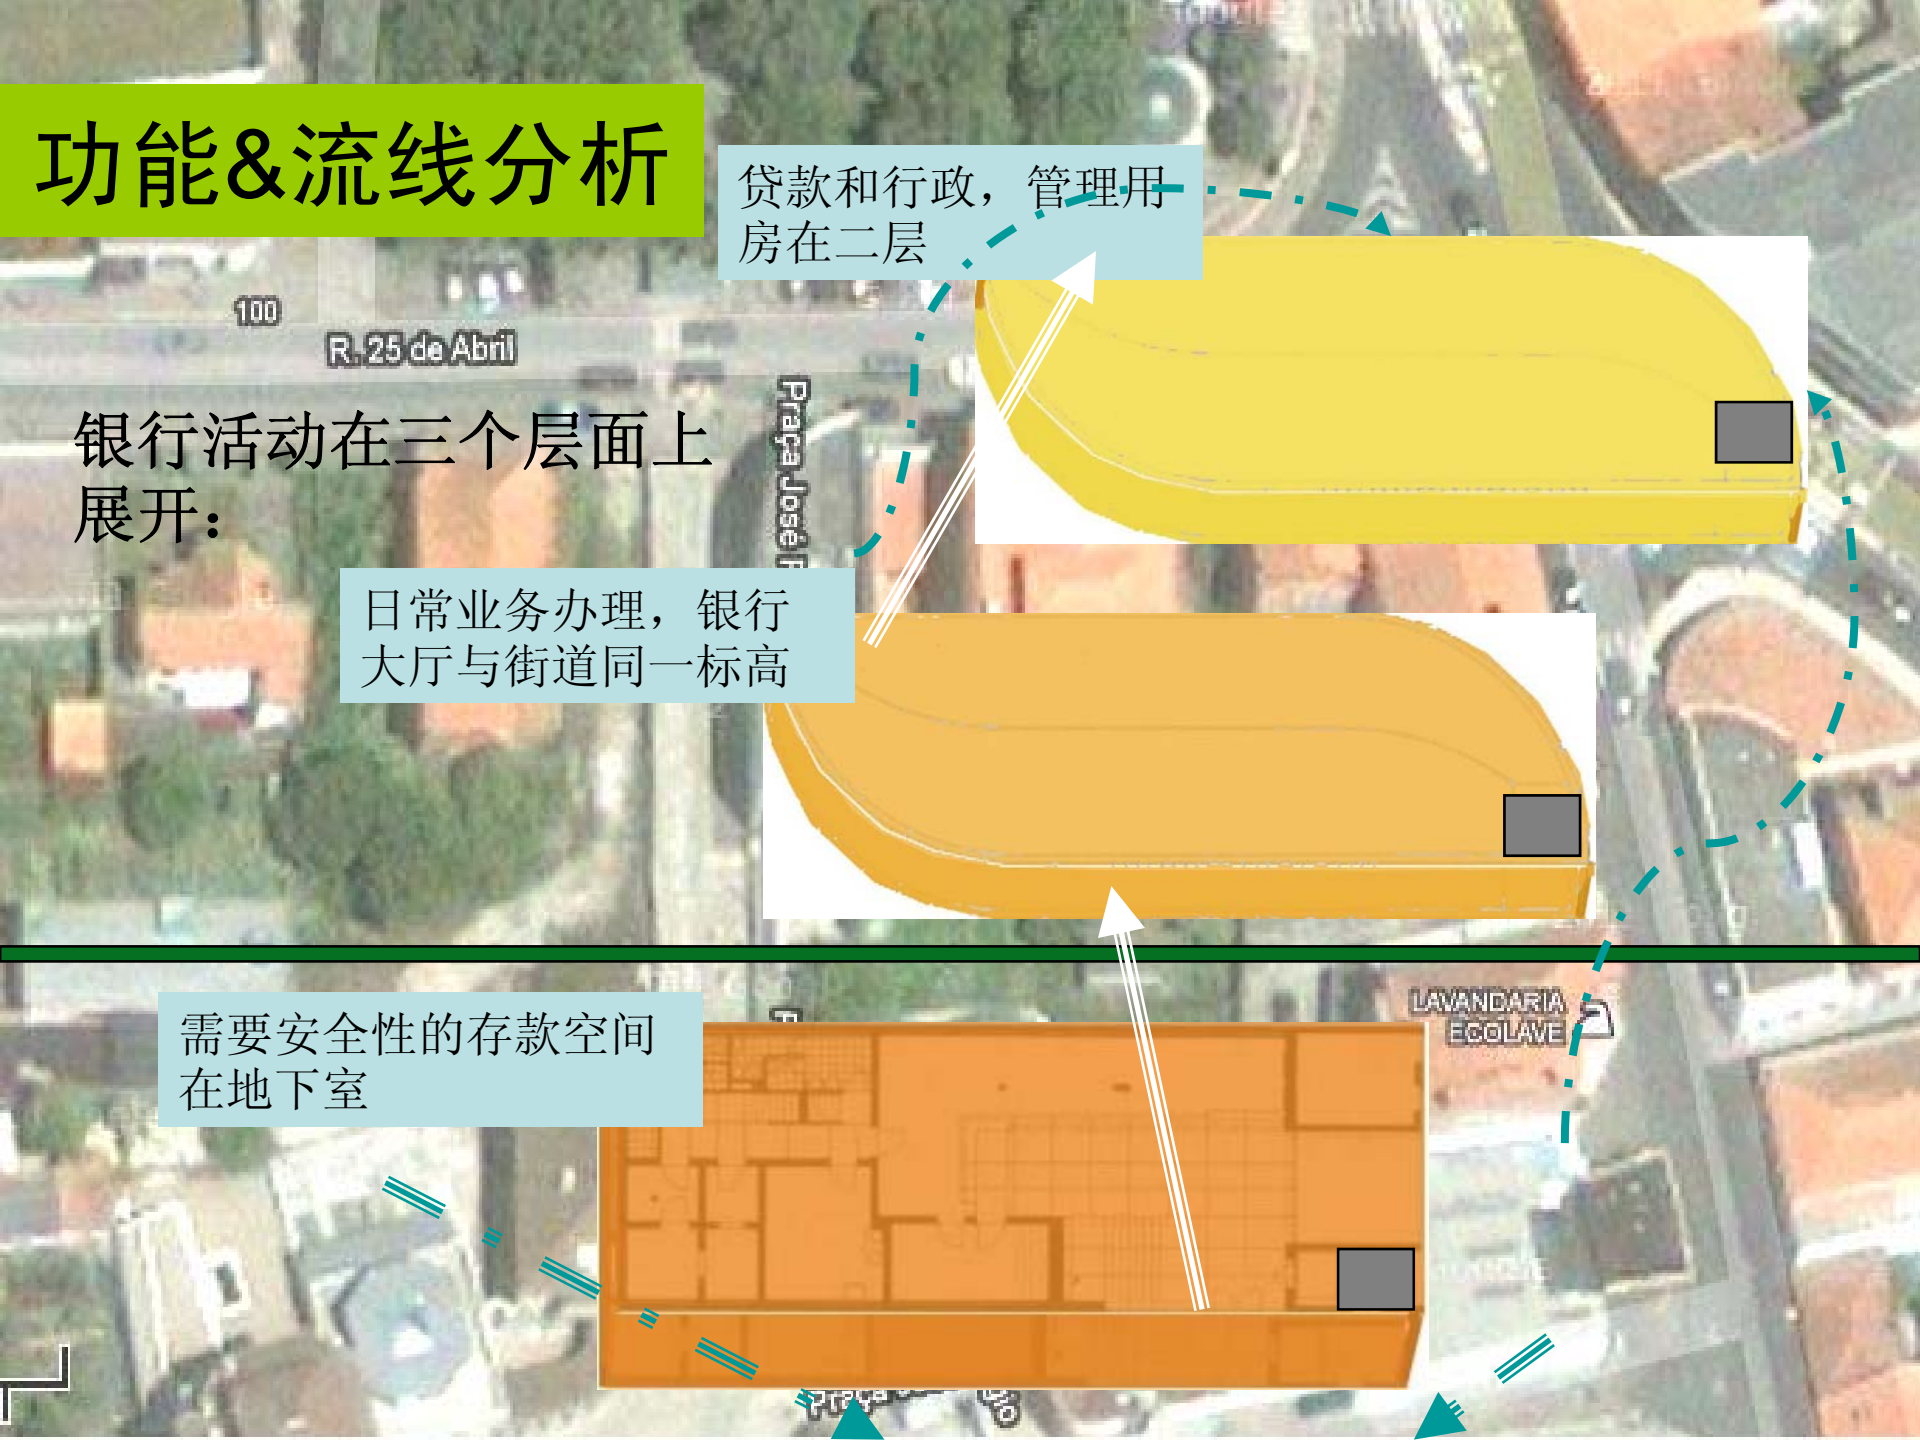 功能&流线分析
贷款和行政，管理用
房在二层
100
R. 25 de Abril
Praça José
银行活动在三个层面上
展开：
日常业务办理，银行
大厅与街道同一标高
需要安全性的存款空间
在地下室
LAVANDARIA
ECOLAVE